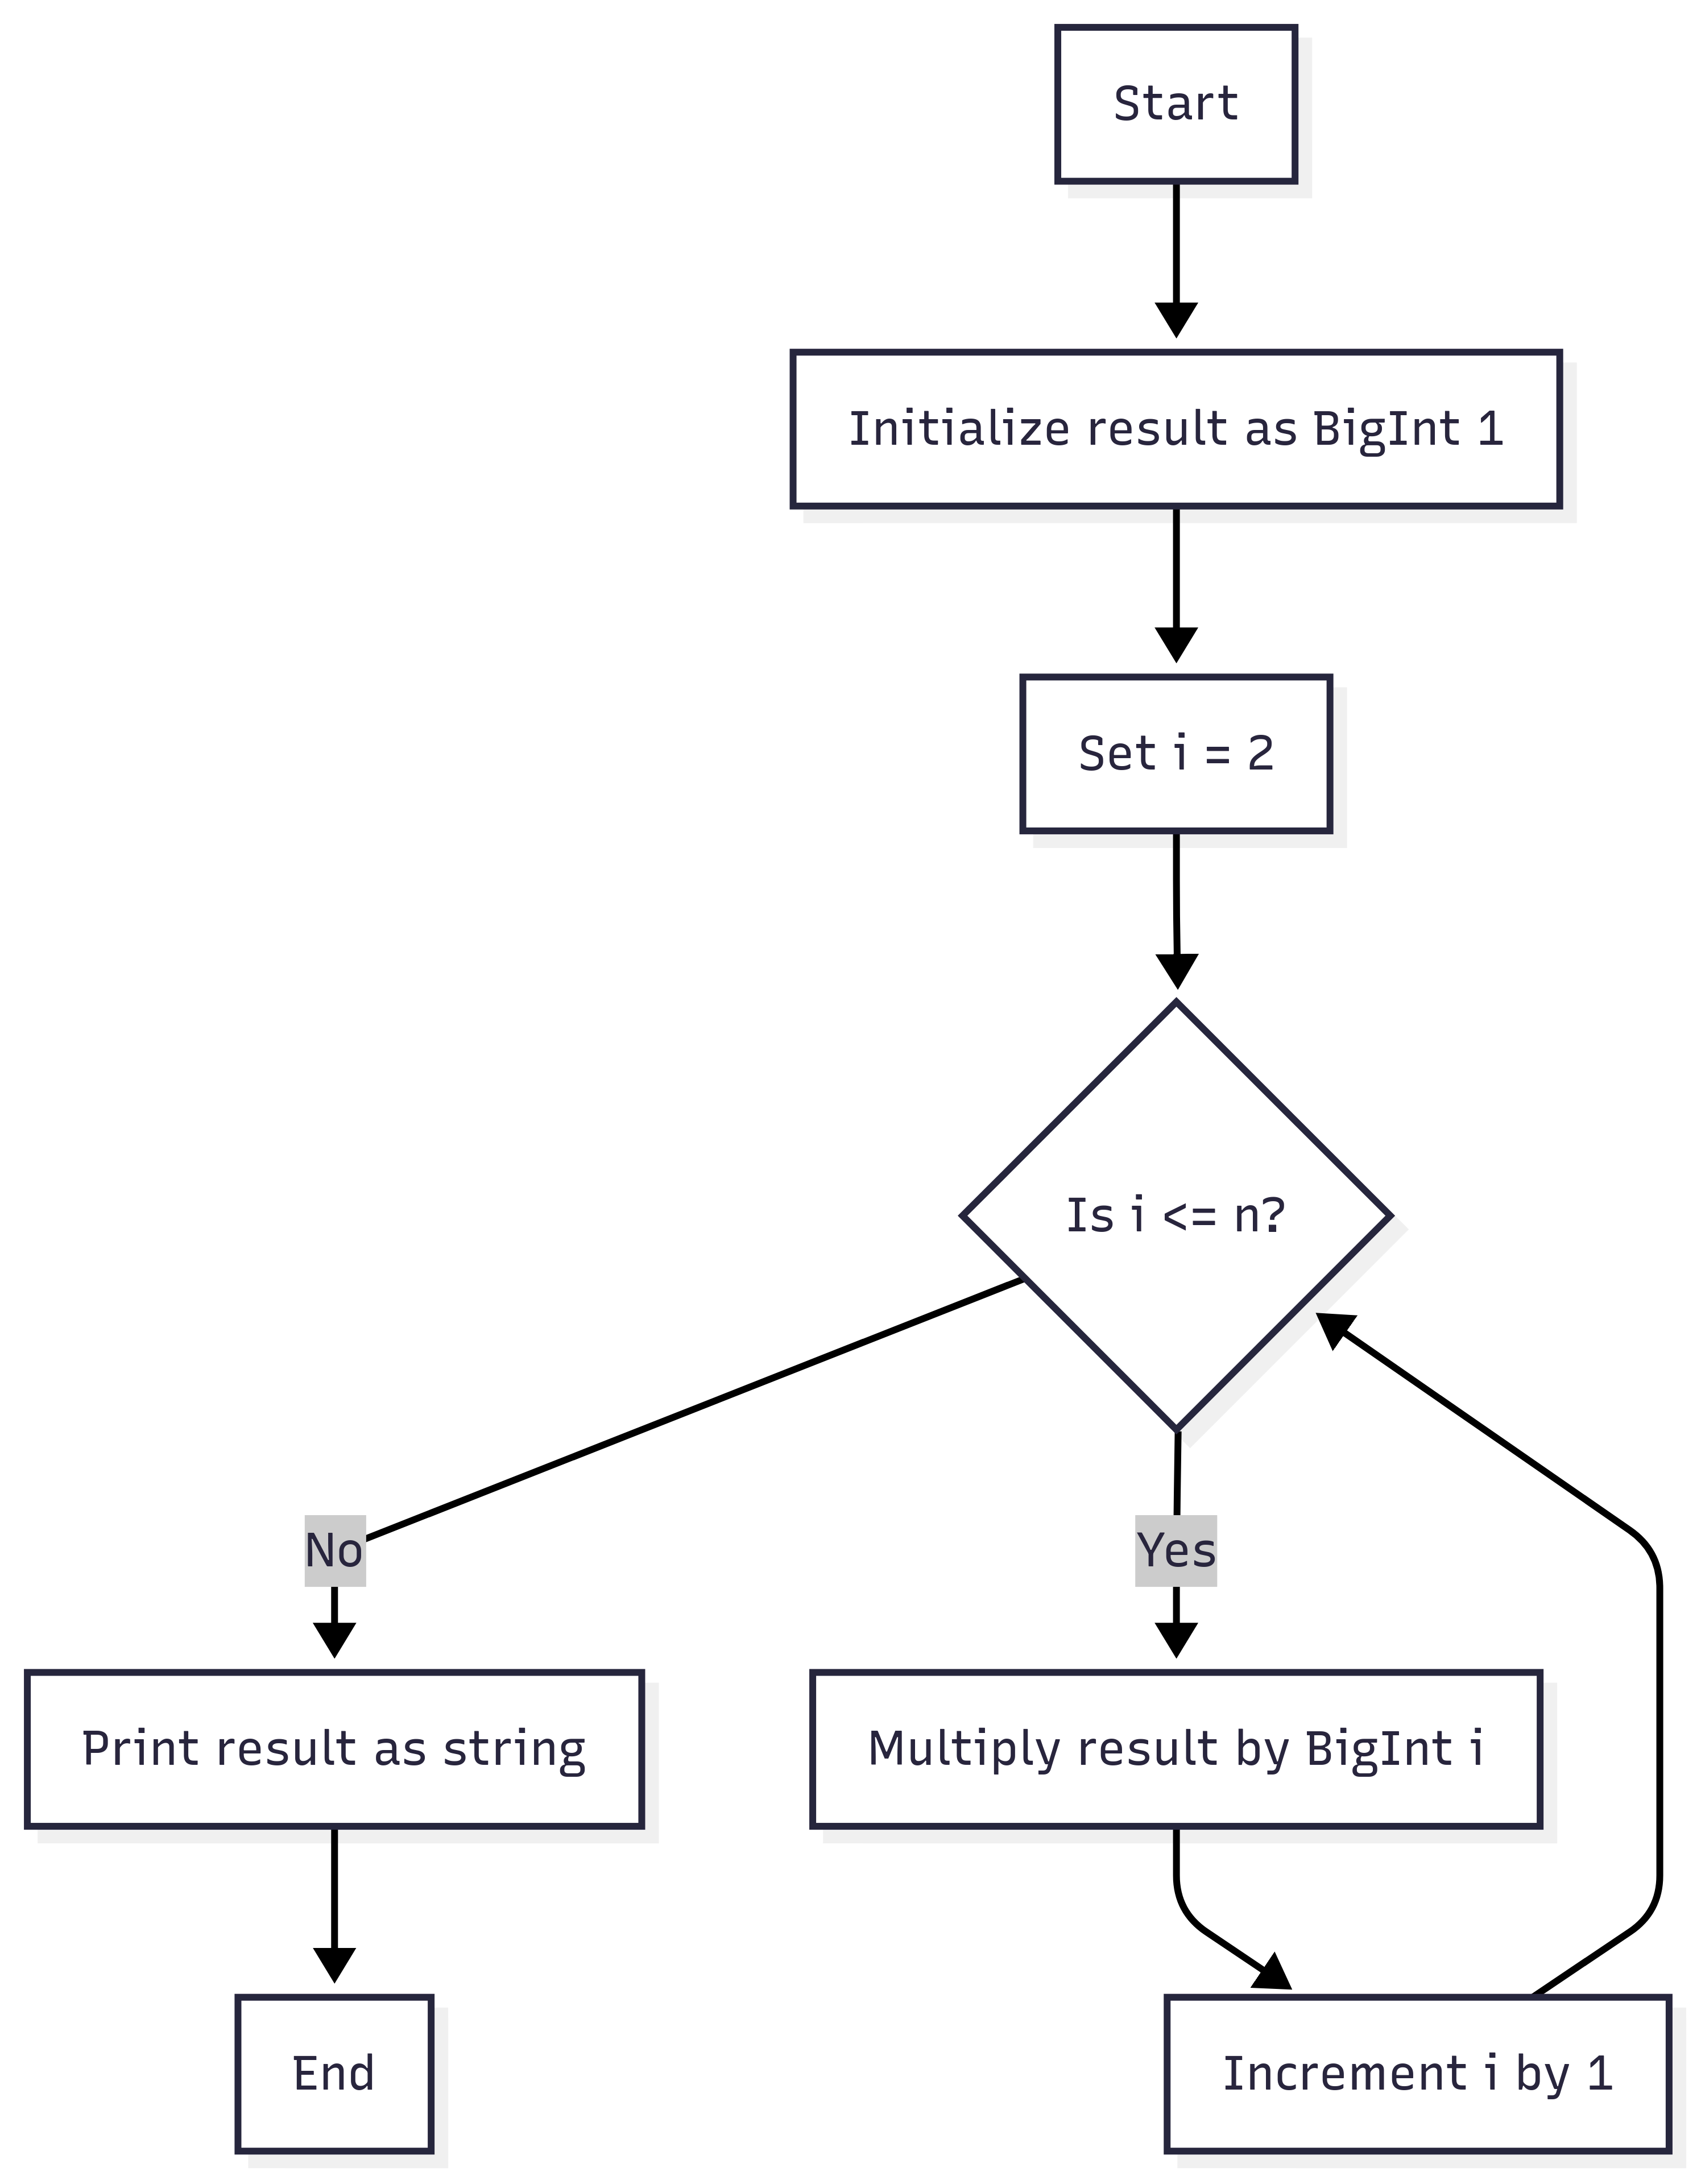 Start
Initialize result as BigInt 1
Set i = 2
Is i <= n?
No
Yes
Print result as string
Multiply result by BigInt i
End
Increment i by 1